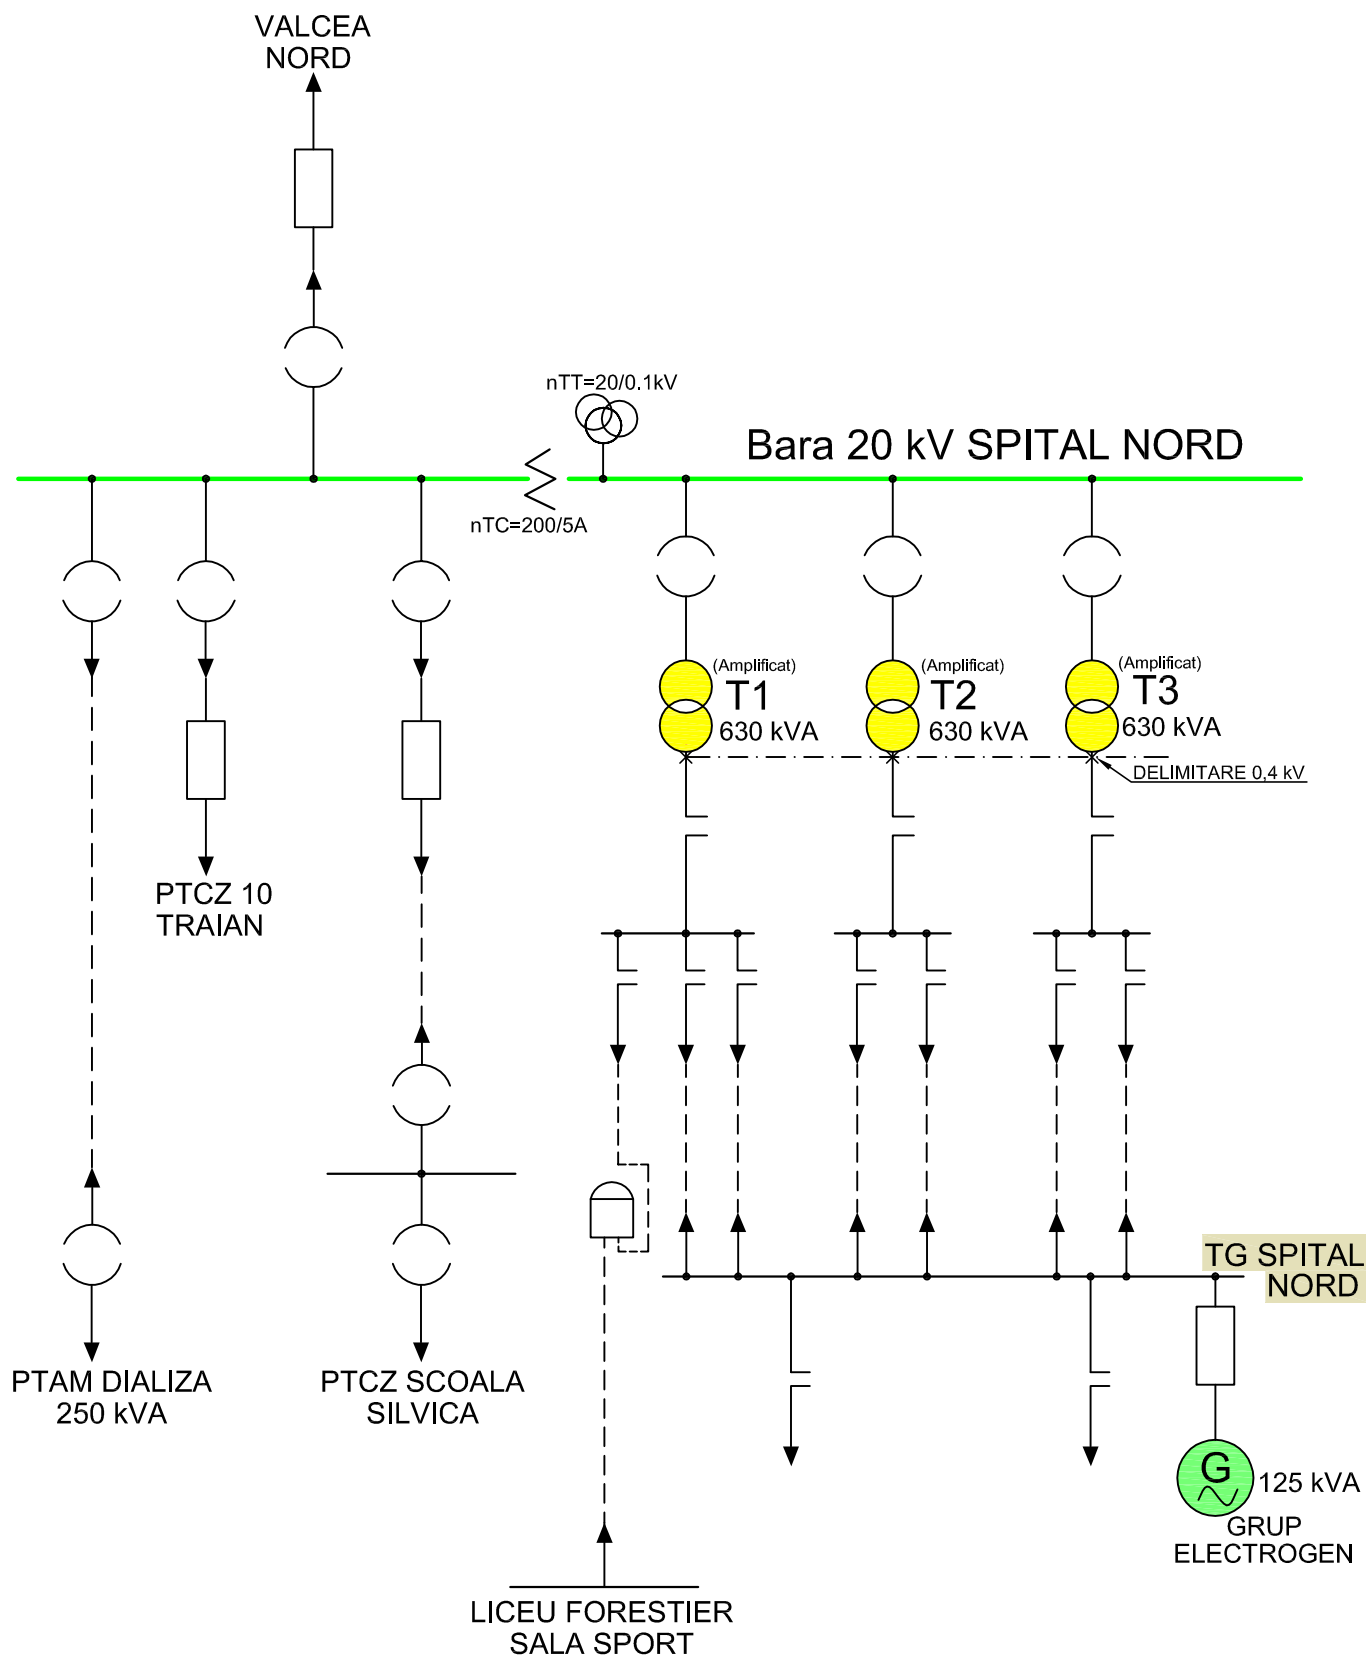 VALCEA
NORD
nTT=20/0.1kV
Bara 20 kV SPITAL NORD
nTC=200/5A
(Amplificat)
T1
630 kVA
(Amplificat)
T2
630 kVA
(Amplificat)
T3
630 kVA
DELIMITARE 0,4 kV
PTCZ 10
TRAIAN
TG SPITAL
NORD
PTAM DIALIZA
250 kVA
PTCZ SCOALA
SILVICA
G
125 kVA
GRUP
ELECTROGEN
LICEU FORESTIER
SALA SPORT